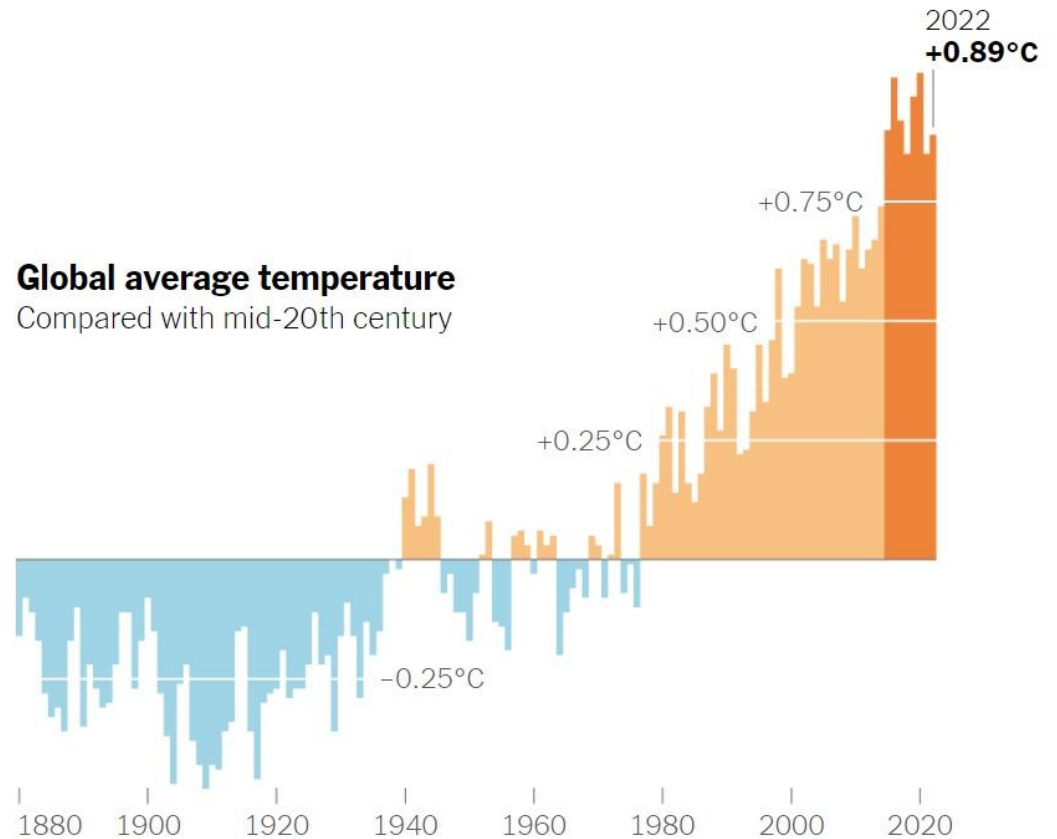 2022
+0.89°C
+0.75°C
Global average temperature
Compared with mid-20th century
+0.50°C
+0.25°C
−0.25°C
1880 1900 1920 1940 1960 1980 2000 2020